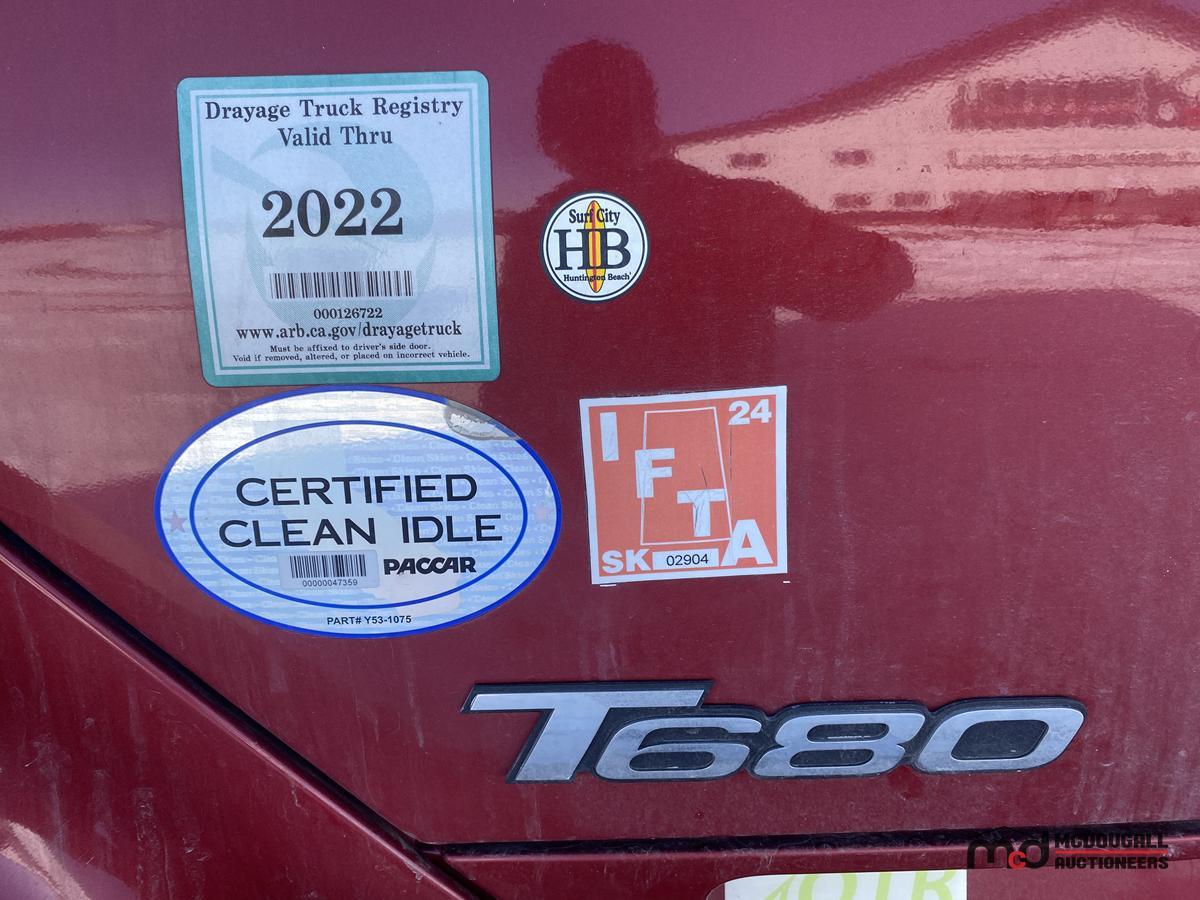 Drayage Truck Registry
Valid Thru
2022
000126722
www.arb.ca.gov/drayagetruck
Must be affixed to driver's side door.
Void if removed, altered, or placed on incorrect vehicle.
Surf City
HB
Huntington Beach
CERTIFIED
CLEAN IDLE
PACCAR
00000047359
PART# Y53-1075
24
I
F
T
A
SK 02904
T680
mcd MCDOUGALL
AUCTIONEERS